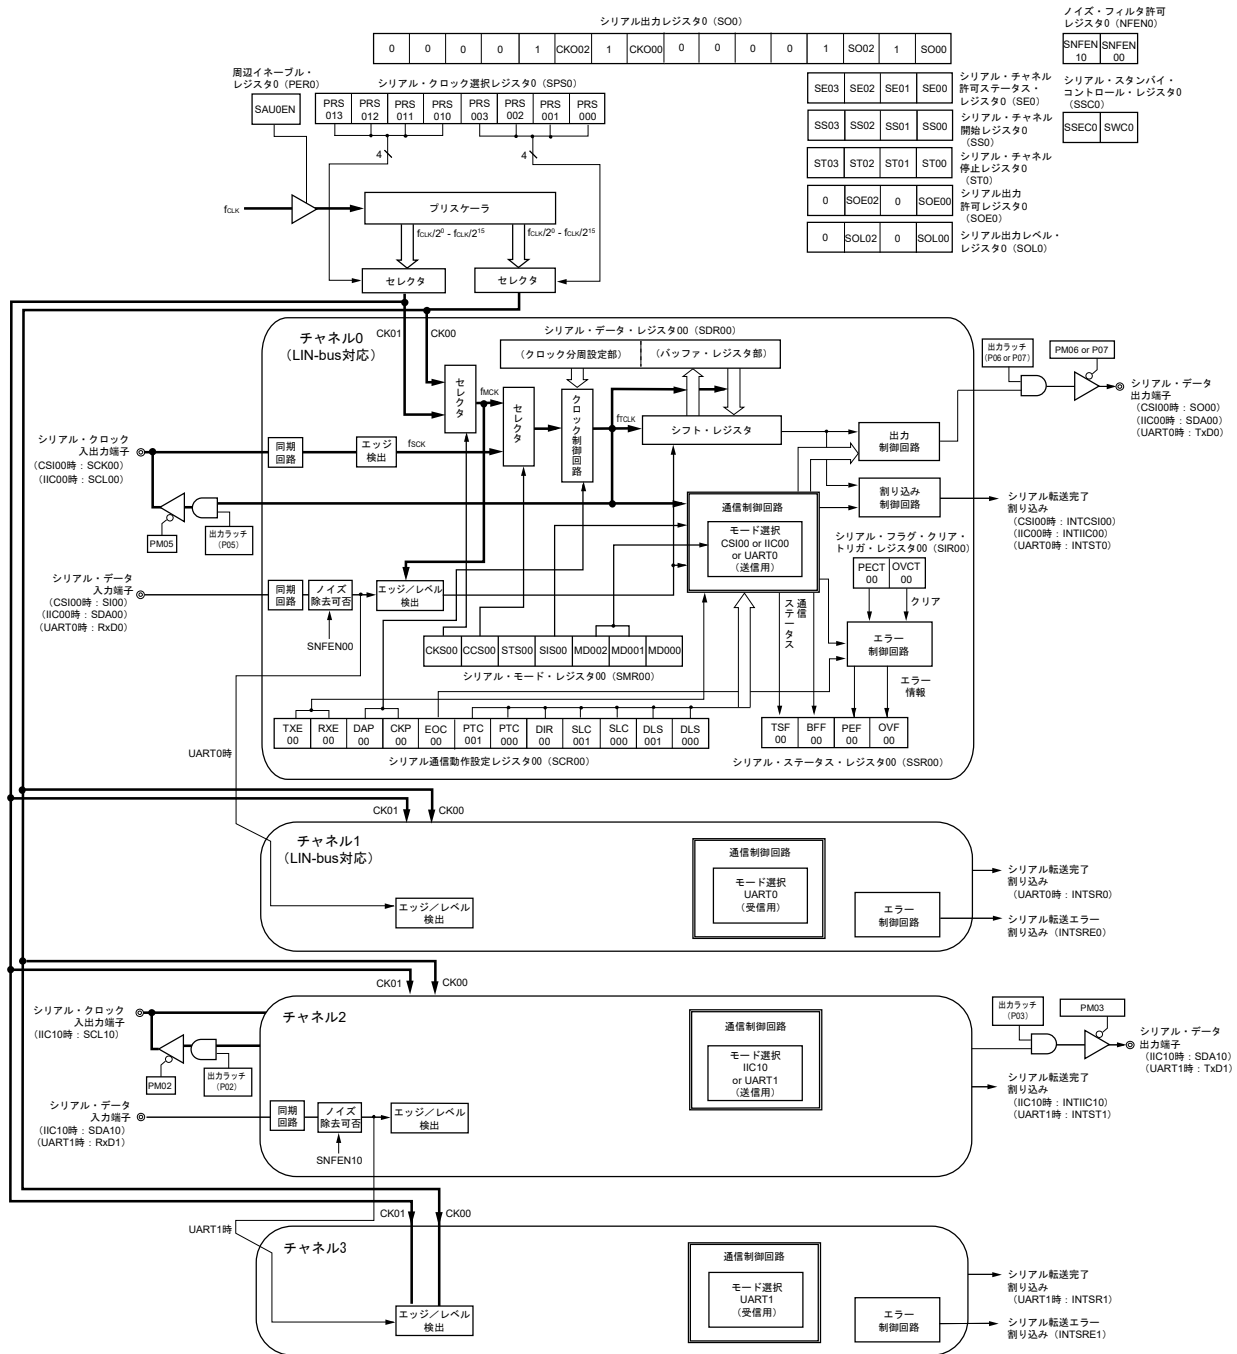 シリアル出力レジスタ0（SO0）
0 0 0 0 1 CKO02 1 CKO00 0 0 0 0 1 SO02 1 SO00
ノイズ・フィルタ許可
レジスタ0（NFEN0）
SNFEN
10
SNFEN
00
周辺イネーブル・
レジスタ0（PER0）
SAU0EN
シリアル・クロック選択レジスタ0（SPS0）
PRS
013
PRS
012
PRS
011
PRS
010
PRS
003
PRS
002
PRS
001
PRS
000
4
4
SE03 SE02 SE01 SE00
シリアル・チャネル
許可ステータス・
レジスタ0（SE0）
SS03 SS02 SS01 SS00
シリアル・チャネル
開始レジスタ0
（SS0）
ST03 ST02 ST01 ST00
シリアル・チャネル
停止レジスタ0
（ST0）
0 SOE02 0 SOE00
シリアル出力
許可レジスタ0
（SOE0）
0 SOL02 0 SOL00
シリアル出力レベル・
レジスタ0（SOL0）
シリアル・スタンバイ・
コントロール・レジスタ0
（SSC0）
SSEC0 SWC0
fCLK
プリスケーラ
fCLK/2⁰ - fCLK/2¹⁵
fCLK/2⁰ - fCLK/2¹⁵
セレクタ
セレクタ
チャネル0
（LIN-bus対応）
CK01
CK00
シリアル・データ・レジスタ00（SDR00）
（クロック分周設定部）
（バッファ・レジスタ部）
セレクタ
fMCK
セレクタ
クロック制御回路
fTCLK
シフト・レジスタ
出力
制御回路
出力ラッチ
（P06 or P07）
PM06 or P07
シリアル・データ
出力端子
（CSI00時：SO00）
（IIC00時：SDA00）
（UART0時：TxD0）
シリアル・クロック
入出力端子
（CSI00時：SCK00）
（IIC00時：SCL00）
同期
回路
エッジ
検出
fSCK
PM05
出力ラッチ
（P05）
通信制御回路
モード選択
CSI00 or IIC00
or UART0
（送信用）
割り込み
制御回路
シリアル転送完了
割り込み
（CSI00時：INTCSI00）
（IIC00時：INTIIC00）
（UART0時：INTST0）
シリアル・フラグ・クリア・
トリガ・レジスタ00（SIR00）
PECT
00
OVCT
00
クリア
シリアル・データ
入力端子
（CSI00時：SI00）
（IIC00時：SDA00）
（UART0時：RxD0）
同期
回路
ノイズ
除去可否
エッジ／レベル
検出
SNFEN00
通信
ステータス
エラー
制御回路
エラー
情報
CKS00 CCS00 STS00 SIS00 MD002 MD001 MD000
シリアル・モード・レジスタ00（SMR00）
TXE
00
RXE
00
DAP
00
CKP
00
EOC
00
PTC
001
PTC
000
DIR
00
SLC
001
SLC
000
DLS
001
DLS
000
シリアル通信動作設定レジスタ00（SCR00）
TSF
00
BFF
00
PEF
00
OVF
00
シリアル・ステータス・レジスタ00（SSR00）
UART0時
CK01
CK00
チャネル1
（LIN-bus対応）
通信制御回路
モード選択
UART0
（受信用）
エッジ／レベル
検出
エラー
制御回路
シリアル転送完了
割り込み
（UART0時：INTSR0）
シリアル転送エラー
割り込み（INTSRE0）
CK01
CK00
チャネル2
シリアル・クロック
入出力端子
（IIC10時：SCL10）
PM02
出力ラッチ
（P02）
通信制御回路
モード選択
IIC10
or UART1
（送信用）
出力ラッチ
（P03）
PM03
シリアル・データ
出力端子
（IIC10時：SDA10）
（UART1時：TxD1）
シリアル転送完了
割り込み
（IIC10時：INTIIC10）
（UART1時：INTST1）
シリアル・データ
入力端子
（IIC10時：SDA10）
（UART1時：RxD1）
同期
回路
ノイズ
除去可否
エッジ／レベル
検出
SNFEN10
UART1時
CK01
CK00
チャネル3
通信制御回路
モード選択
UART1
（受信用）
エッジ／レベル
検出
エラー
制御回路
シリアル転送完了
割り込み
（UART1時：INTSR1）
シリアル転送エラー
割り込み（INTSRE1）